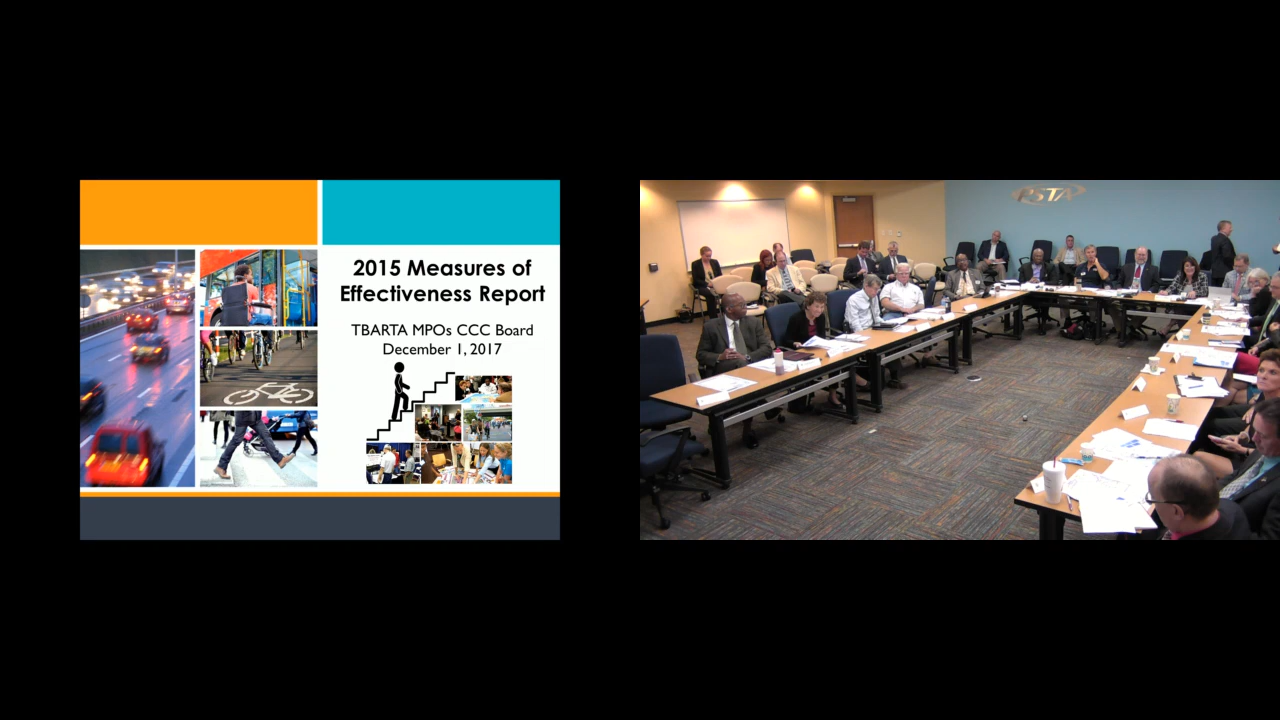 2015 Measures of
Effectiveness Report
TBARTA MPOs CCC Board
December 1, 2017
PSTA